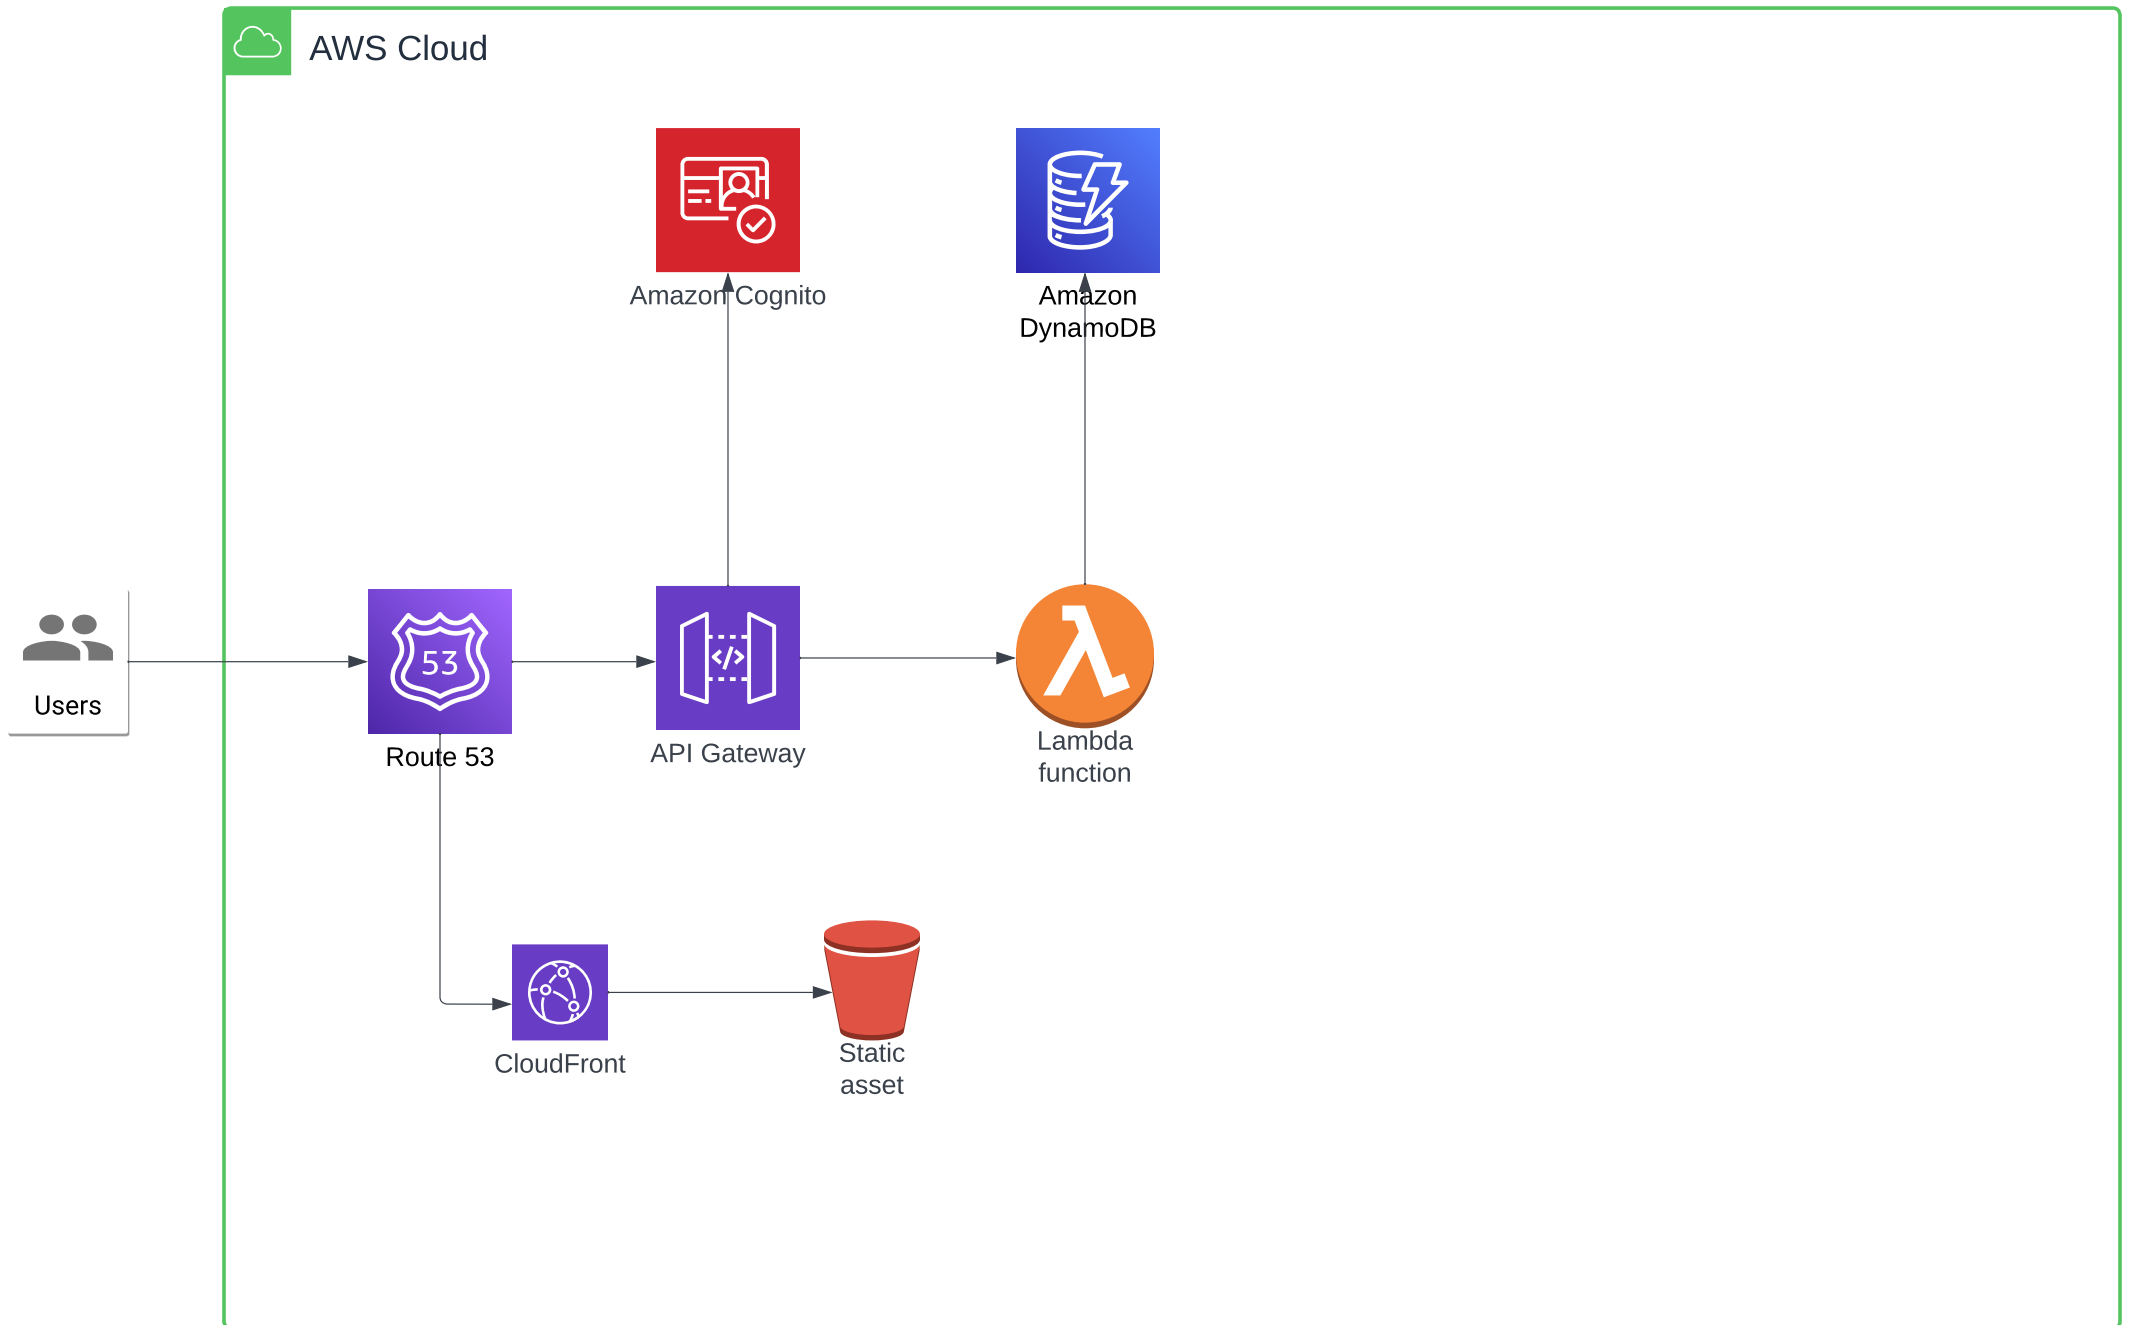 AWS Cloud
Amazon Cognito
Amazon
DynamoDB
Users
53
Route 53
API Gateway
Lambda
function
CloudFront
Static
asset